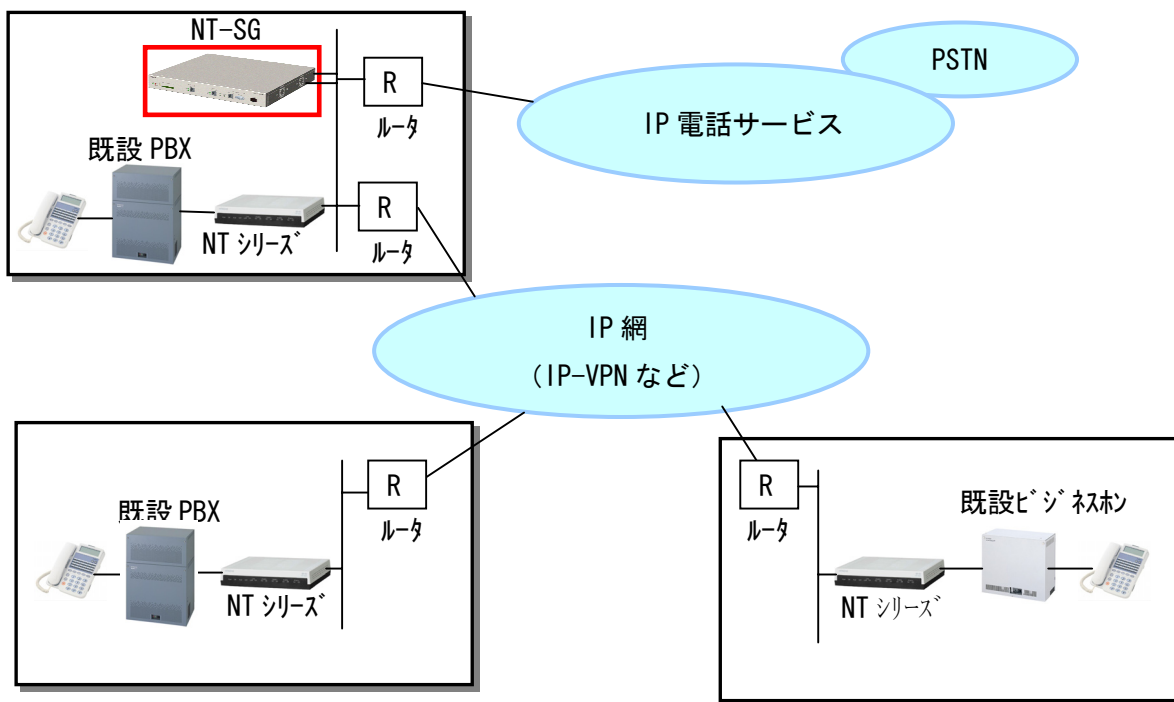 NT-SG
PSTN
R
IP 電話サービス
ルータ
既設 PBX
R
NT シリーズ
ルータ
IP 網
(IP-VPN など)
R
R
既設 PBX
既設ビジネスホン
ルータ
ルータ
NT シリーズ
NT シリーズ